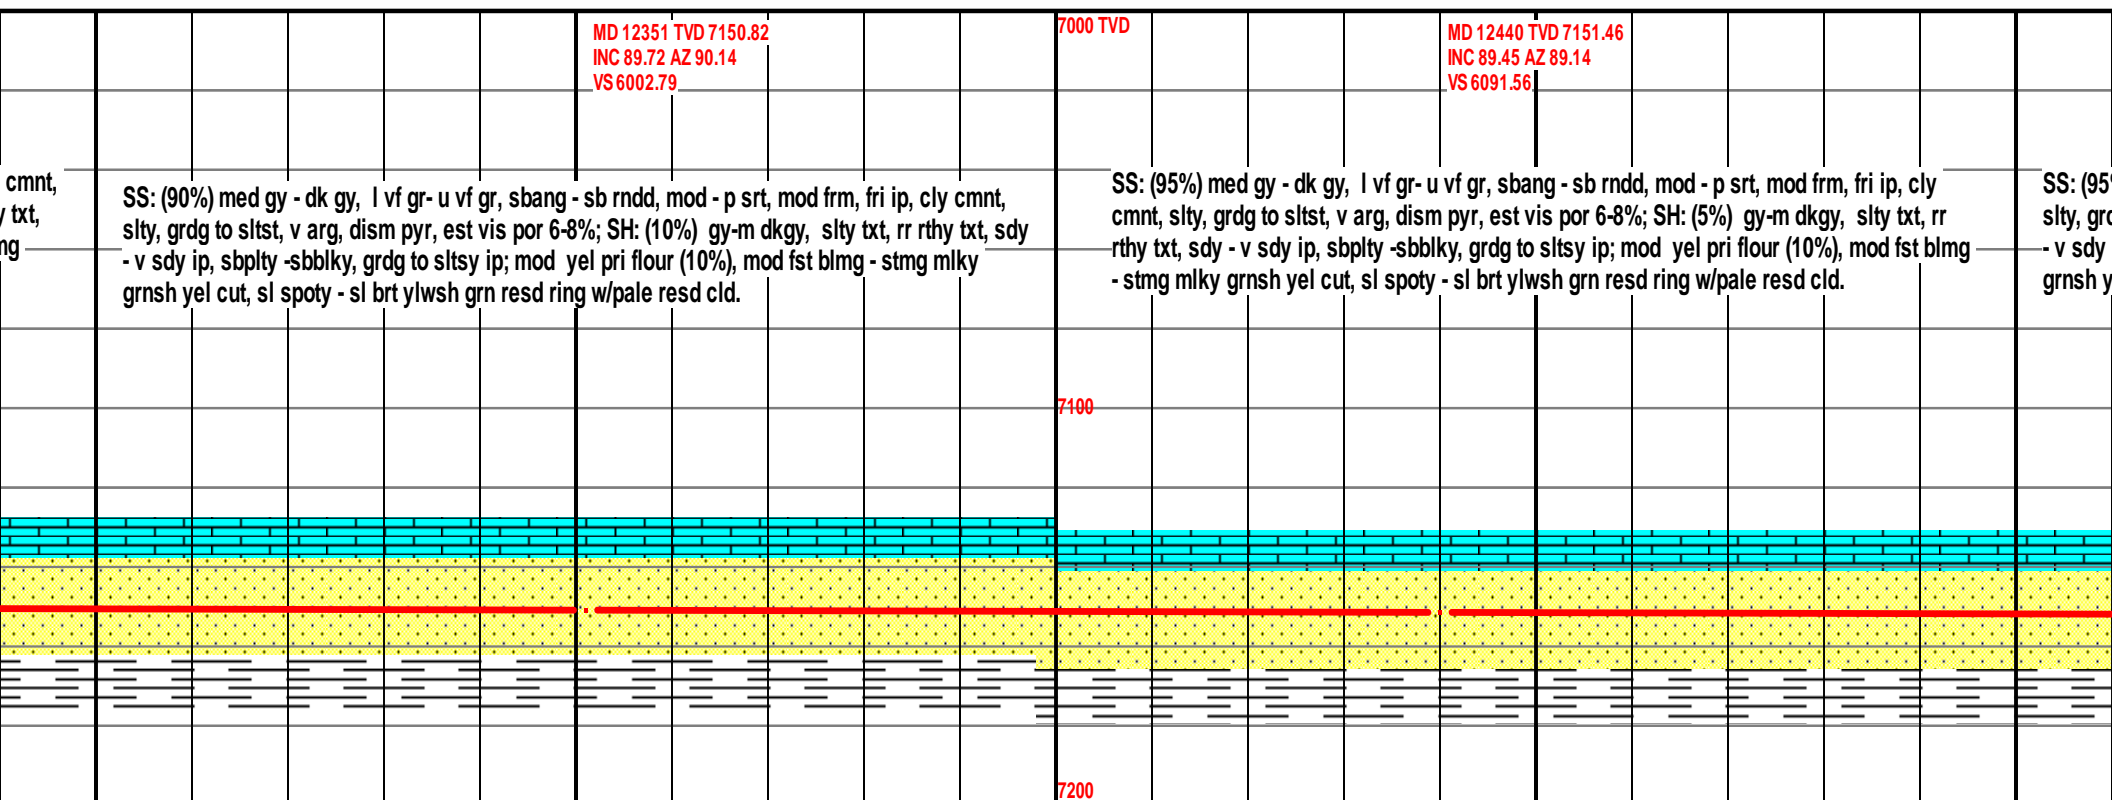 MD 12351 TVD 7150.82
INC 89.72 AZ 90.14
VS 6002.79
7000 TVD
MD 12440 TVD 7151.46
INC 89.45 AZ 89.14
VS 6091.56
cmnt,
txt,
SS: (90%) med gy - dk gy, l vf gr- u vf gr, sbang - sb rndd, mod - p srt, mod frm, fri ip, cly cmnt,
slty, grdg to sltst, v arg, dism pyr, est vis por 6-8%; SH: (10%) gy-m dkgy, slty txt, rr rthy txt, sdy
- v sdy ip, sbplty -sbblky, grdg to sltsy ip; mod yel pri flour (10%), mod fst blmg - stmg mlky
grnsh yel cut, sl spoty - sl brt ylwsh grn resd ring w/pale resd cld.
SS: (95%) med gy - dk gy, l vf gr- u vf gr, sbang - sb rndd, mod - p srt, mod frm, fri ip, cly
cmnt, slty, grdg to sltst, v arg, dism pyr, est vis por 6-8%; SH: (5%) gy-m dkgy, slty txt, rr
rthy txt, sdy - v sdy ip, sbplty -sbblky, grdg to sltsy ip; mod yel pri flour (10%), mod fst blmg
- stmg mlky grnsh yel cut, sl spoty - sl brt ylwsh grn resd ring w/pale resd cld.
SS: (95
slty,
- v sdy
grnsh
7100
7200